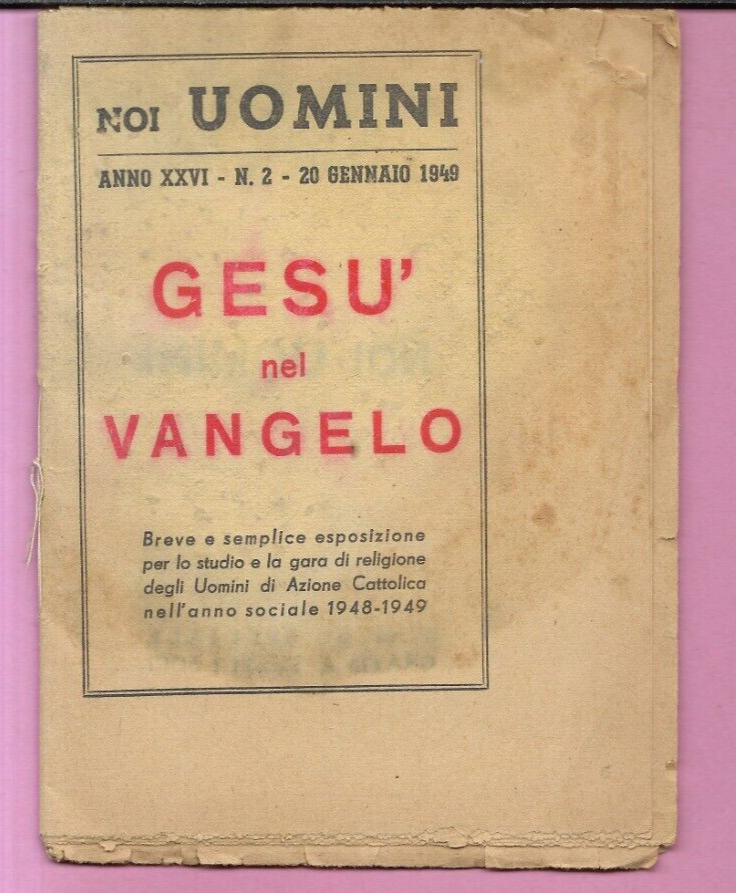 NOI UOMINI
ANNO XXVI - N. 2 - 20 GENNAIO 1949
GESU'
nel
VANGELO
Breve e semplice esposizione
per lo studio e la gara di religione
degli Uomini di Azione Cattolica
nell'anno sociale 1948-1949